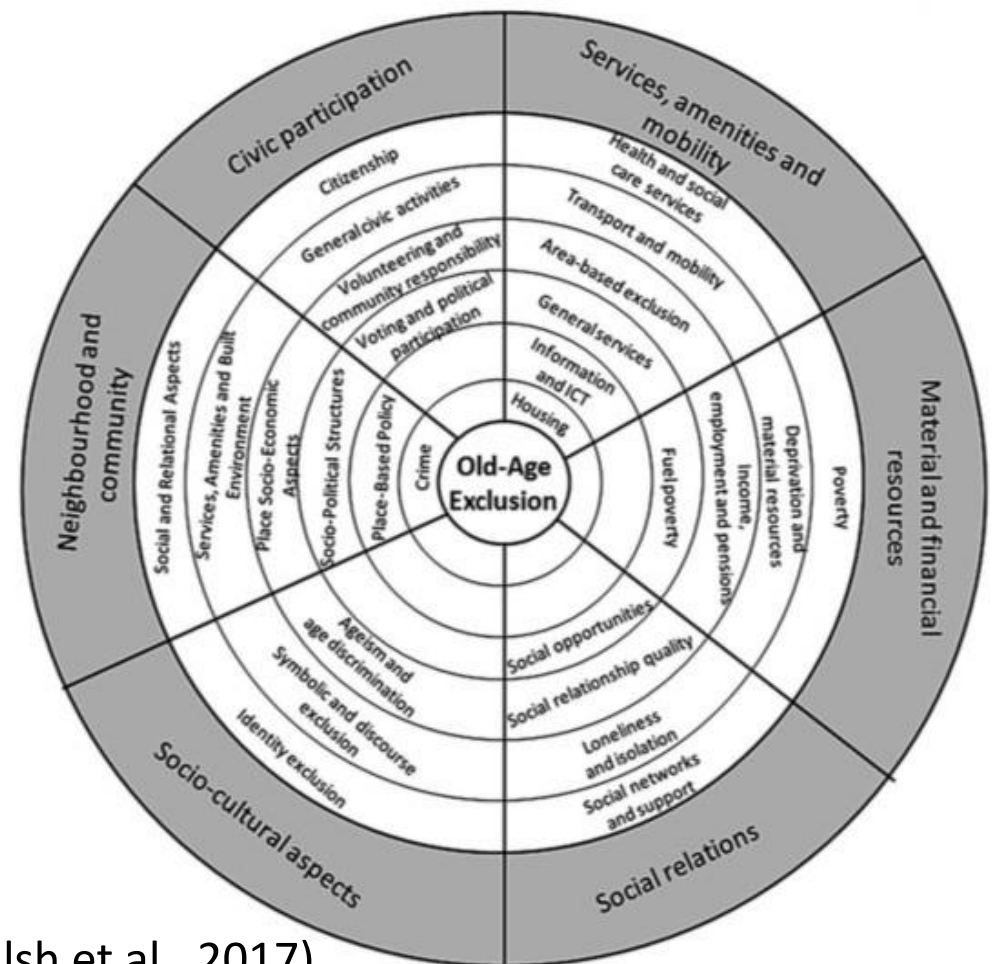 Civic participation
Citizenship
General civic activities
Volunteering and
community responsibility
Voting and political
participation
Services, amenities and
mobility
Health and social
care services
Transport and mobility
Area-based exclusion
General services
Information
and ICT
Housing
Material and financial
resources
Poverty
Deprivation and
material resources
Income,
employment and pensions
Fuel poverty
Social relations
Social networks
and support
Loneliness
and isolation
Social relationship quality
Social opportunities
Socio-cultural aspects
Identity exclusion
Symbolic and discourse
exclusion
Ageism and
age discrimination
Neighbourhood and
community
Social and Relational Aspects
Services, Amenities and Built
Environment
Place Socio-Economic
Aspects
Socio-Political Structures
Place-Based Policy
Crime
Old-Age
Exclusion
lsh et al., 2017)